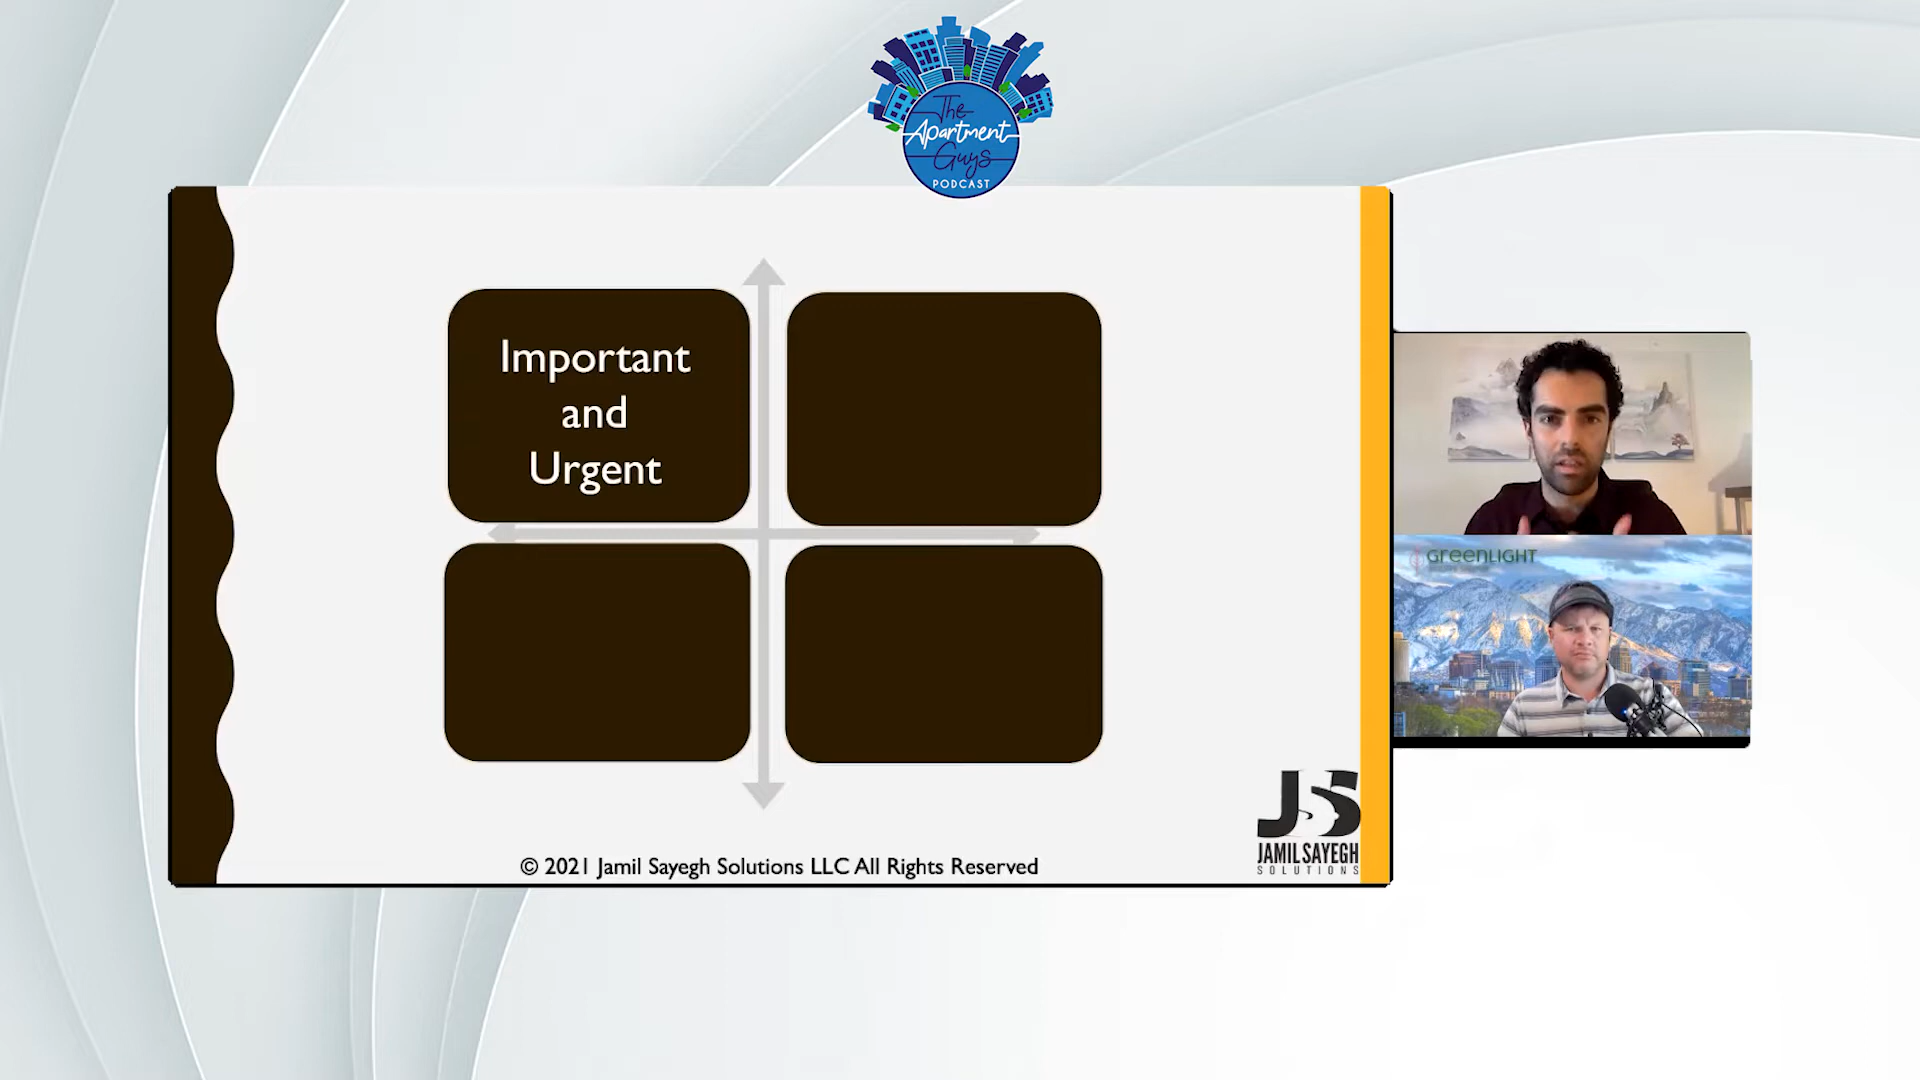 The
Apartment
Guys
PODCAST
Important
and
Urgent
GREENLIGHT
JS
JAMIL SAYEGH
SOLUTIONS
© 2021 Jamil Sayegh Solutions LLC All Rights Reserved